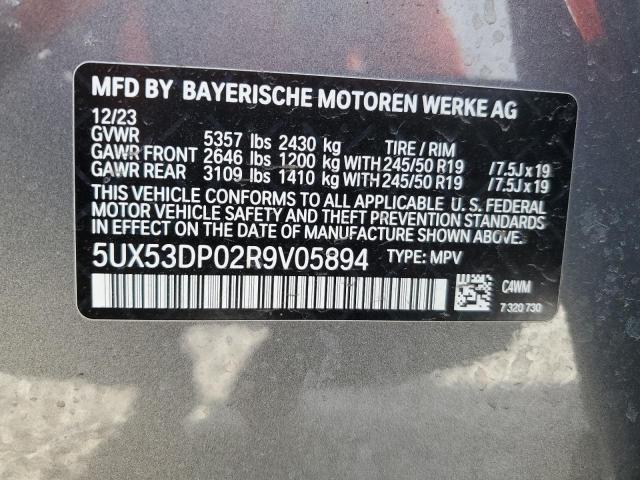 MFD BY BAYERISCHE MOTOREN WERKE AG
12/23
GVWR 5357 lbs 2430 kg TIRE / RIM
GAWR FRONT 2646 lbs 1200 kg WITH 245/50 R19 /7.5J x 19
GAWR REAR 3109 lbs 1410 kg WITH 245/50 R19 /7.5J x 19
THIS VEHICLE CONFORMS TO ALL APPLICABLE U. S. FEDERAL
MOTOR VEHICLE SAFETY AND THEFT PREVENTION STANDARDS
IN EFFECT ON THE DATE OF MANUFACTURE SHOWN ABOVE.
5UX53DP02R9V05894 TYPE: MPV
C4WM
7 320 730